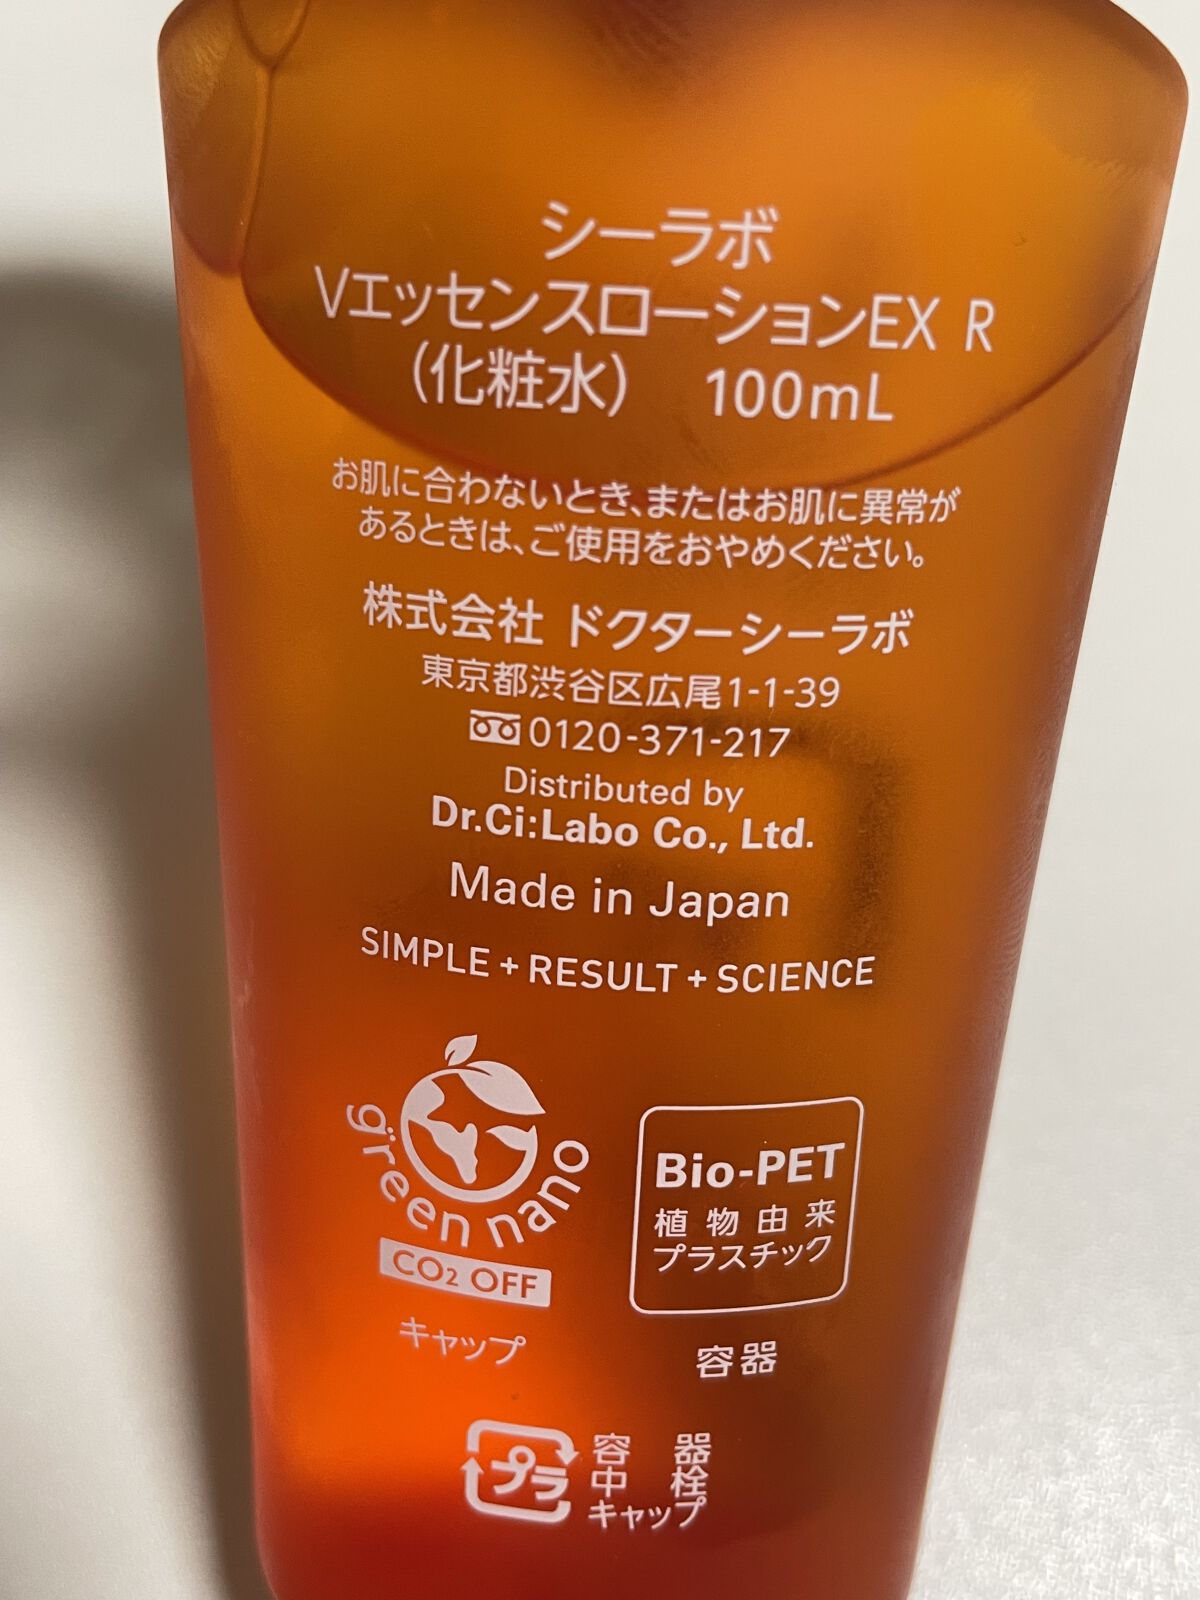 シーラボ
VエッセンスローションEX R
(化粧水) 100mL
お肌に合わないとき、またはお肌に異常が
あるときは、ご使用をおやめください。
株式会社 ドクターシーラボ
東京都渋谷区広尾1-1-39
0120-371-217
Distributed by
Dr.Ci:Labo Co., Ltd.
Made in Japan
SIMPLE + RESULT + SCIENCE
green nano
CO₂ OFF
キャップ
Bio-PET
植物由来
プラスチック
容器
プラ
容器
中栓
キャップ